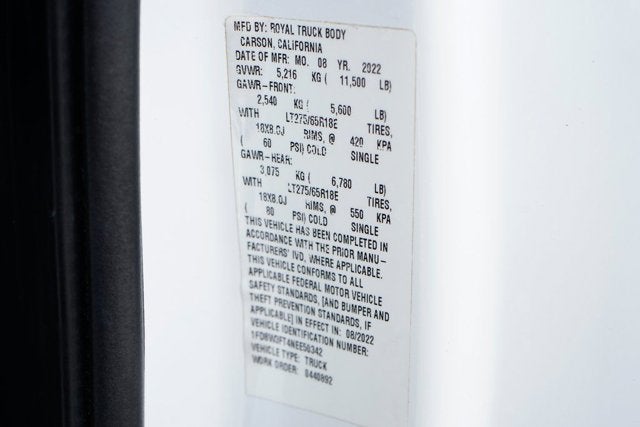 MFD BY: ROYAL TRUCK BODY
CARSON, CALIFORNIA
DATE OF MFR: MO. 08 YR. 2022
GVWR: 5,216 KG ( 11,500 LB)
GAWR-FRONT:
2,540 KG ( 5,600 LB)
WITH LT275/65R18E TIRES,
18X8.0J RIMS, @ 420 KPA
( 60 PSI) COLD SINGLE
GAWR-REAR:
3,075 KG ( 6,780 LB)
WITH LT275/65R18E TIRES,
18X8.0J RIMS, @ 550 KPA
( 80 PSI) COLD SINGLE
THIS VEHICLE HAS BEEN COMPLETED IN
ACCORDANCE WITH THE PRIOR MANU-
FACTURERS' IVD, WHERE APPLICABLE.
THIS VEHICLE CONFORMS TO ALL
APPLICABLE FEDERAL MOTOR VEHICLE
SAFETY STANDARDS, [AND BUMPER AND
THEFT PREVENTION STANDARDS, IF
APPLICABLE] IN EFFECT IN: 08/2022
VEHICLE IDENTIFICATION NUMBER:
VEHICLE TYPE: TRUCK
WORK ORDER: 0440892